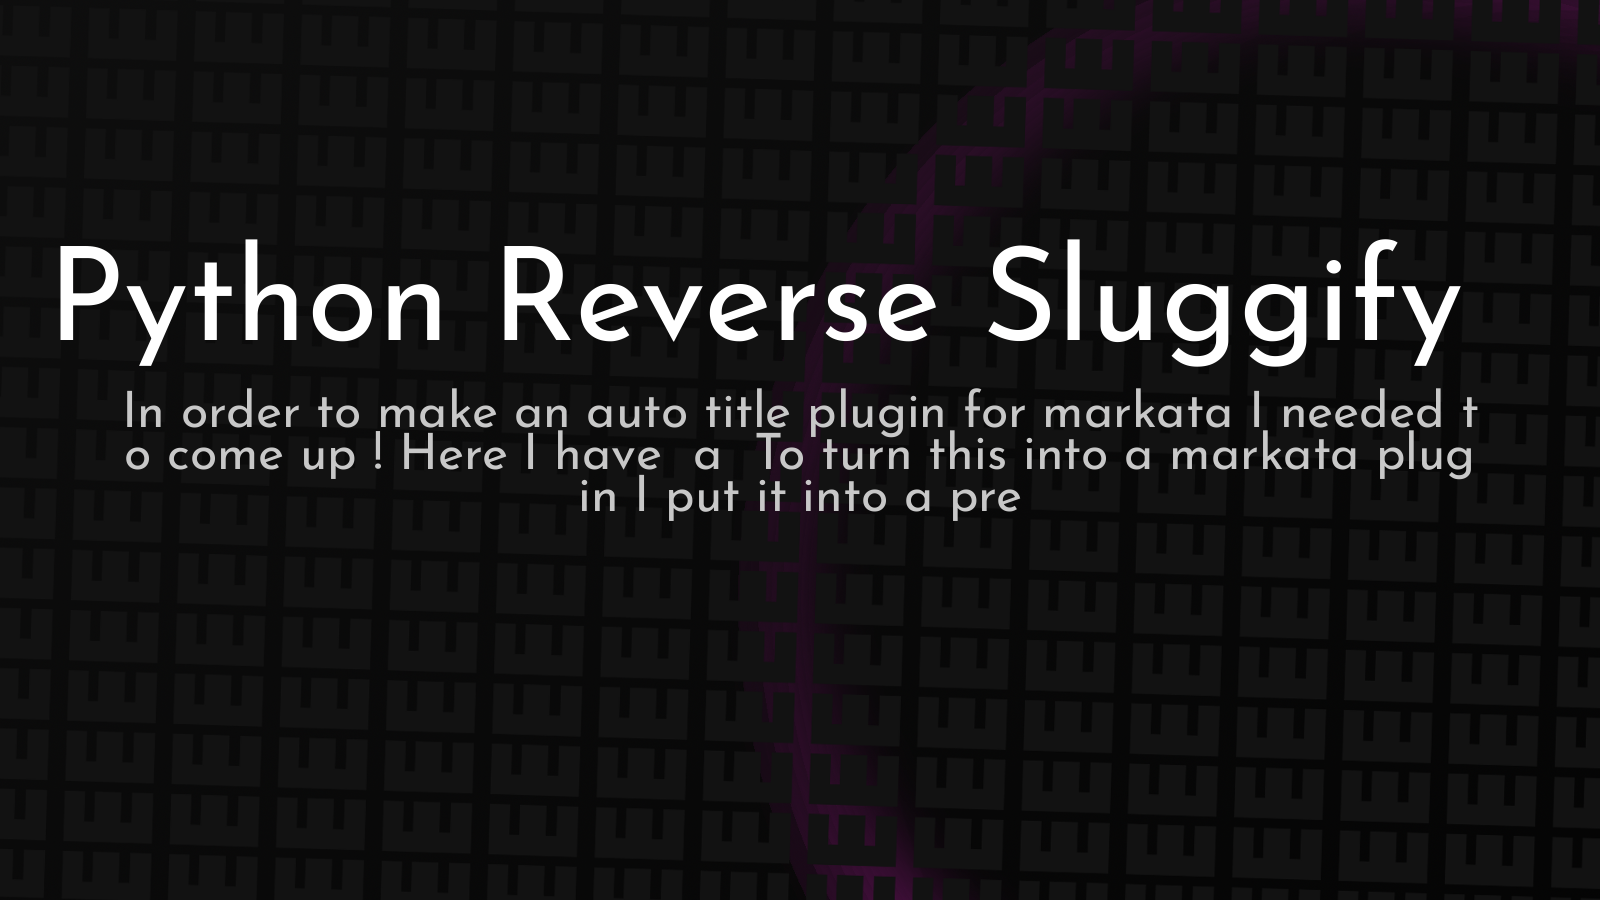 Python Reverse Sluggify
In order to make an auto title plugin for markata I needed t
o come up ! Here I have  a  To turn this into a markata plug
in I put it into a pre